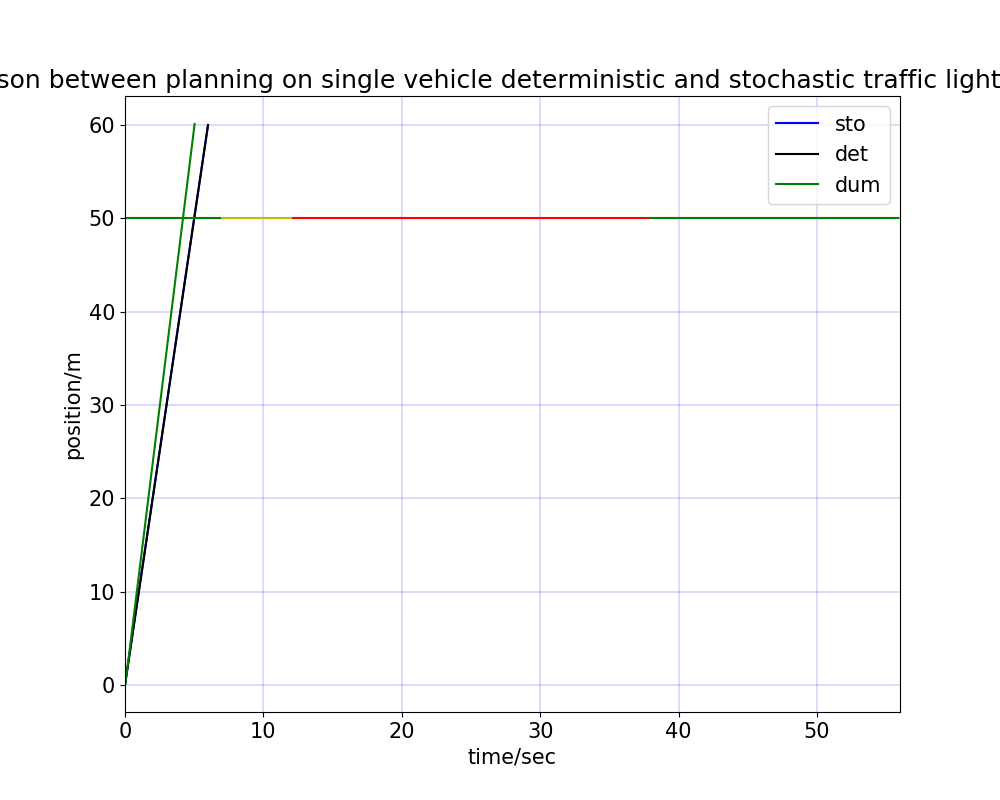 son between planning on single vehicle deterministic and stochastic traffic light
sto
det
dum
60
50
40
30
20
10
0
position/m
0 10 20 30 40 50
time/sec